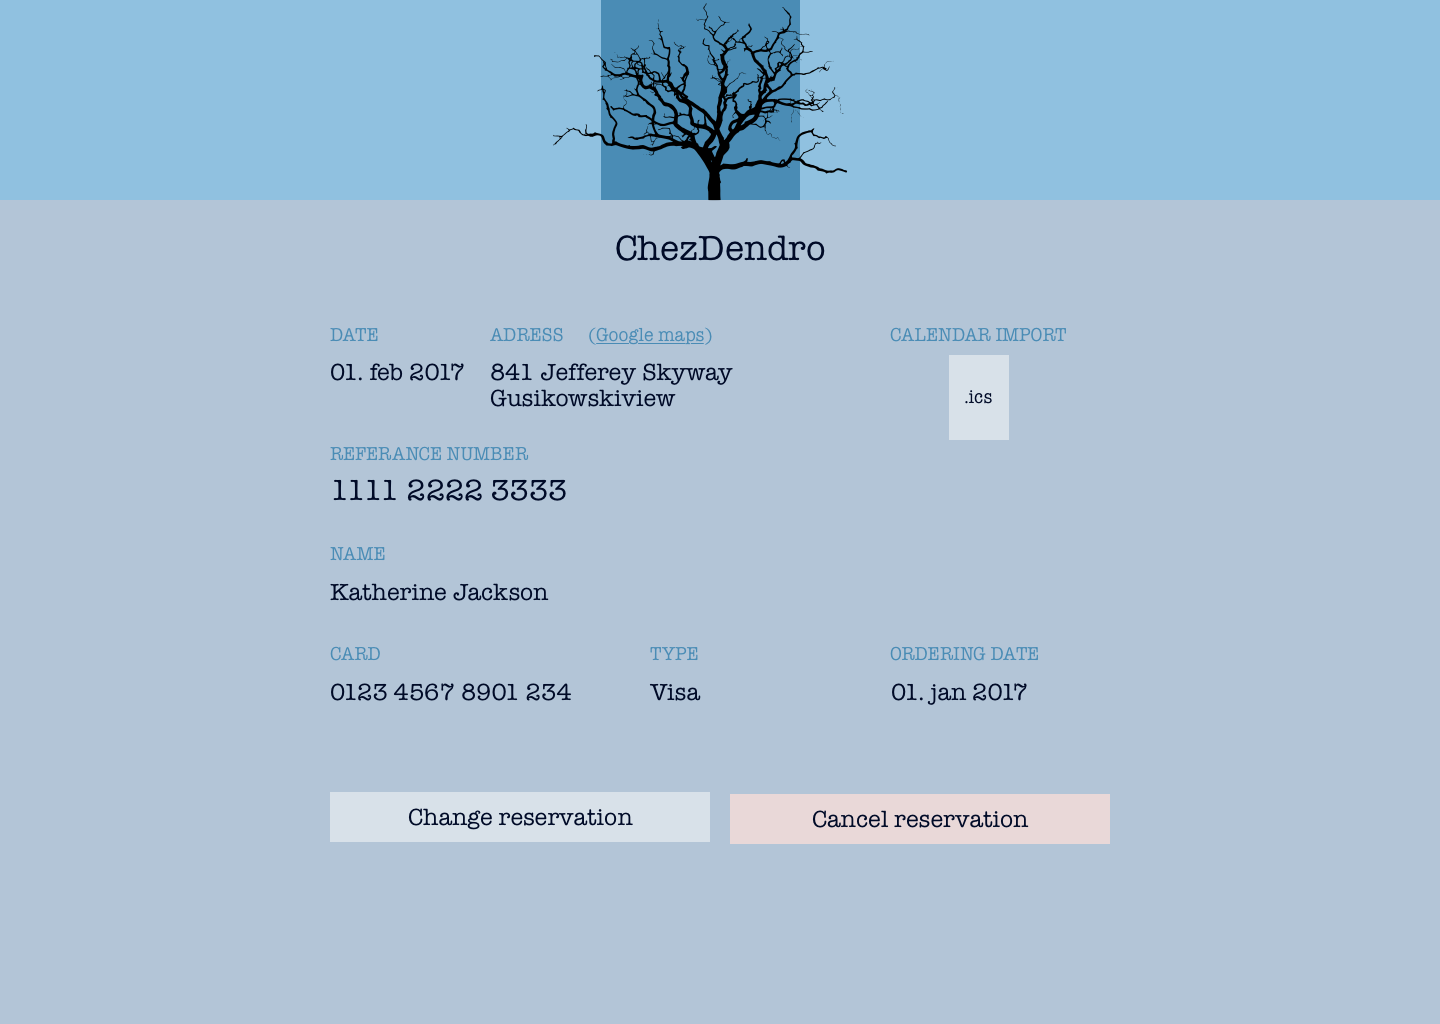 ChezDendro
DATE
ADRESS (Google maps)
CALENDAR IMPORT
01. feb 2017
841 Jefferey Skyway
Gusikowskiview
.ics
REFERANCE NUMBER
1111 2222 3333
NAME
Katherine Jackson
CARD
TYPE
ORDERING DATE
0123 4567 8901 234
Visa
01. jan 2017
Change reservation
Cancel reservation